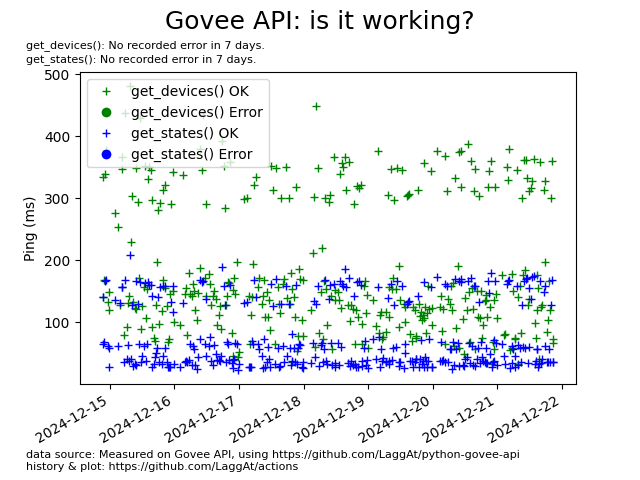 Govee API: is it working?
get_devices(): No recorded error in 7 days.
get_states(): No recorded error in 7 days.
500
400
300
200
100
Ping (ms)
get_devices() OK
get_devices() Error
get_states() OK
get_states() Error
2024-12-15
2024-12-16
2024-12-17
2024-12-18
2024-12-19
2024-12-20
2024-12-21
2024-12-22
data source: Measured on Govee API, using https://github.com/LaggAt/python-govee-api
history & plot: https://github.com/LaggAt/actions